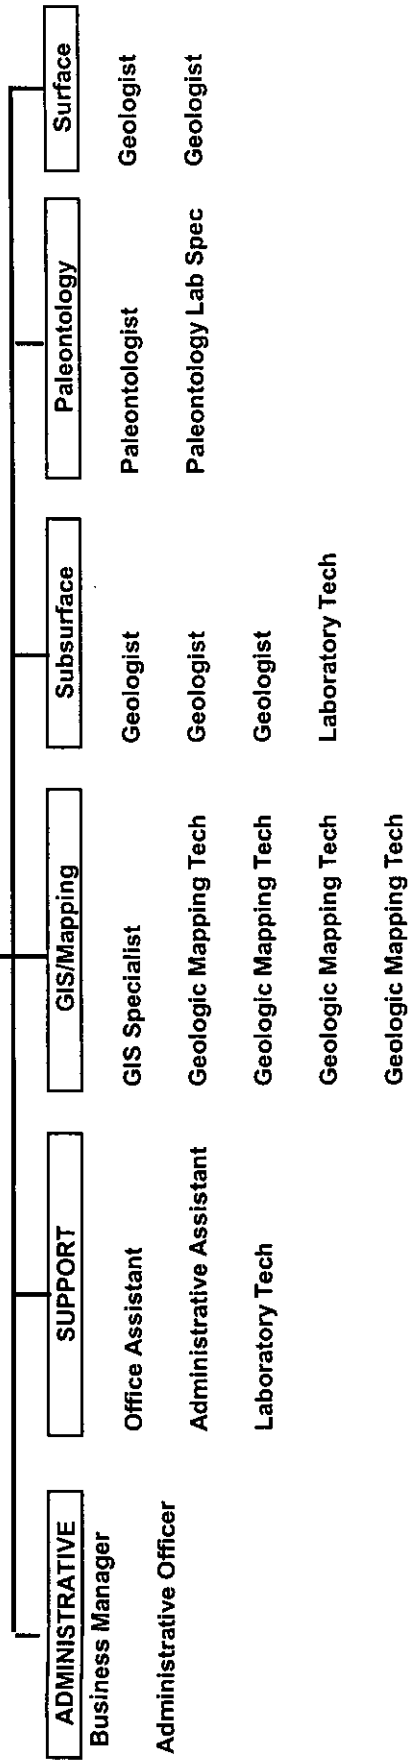 ADMINISTRATIVE
Business Manager
Administrative Officer
SUPPORT
Office Assistant
Administrative Assistant
Laboratory Tech
GIS/Mapping
GIS Specialist
Geologic Mapping Tech
Geologic Mapping Tech
Geologic Mapping Tech
Geologic Mapping Tech
Subsurface
Geologist
Geologist
Geologist
Laboratory Tech
Paleontology
Paleontologist
Paleontology Lab Spec
Surface
Geologist
Geologist